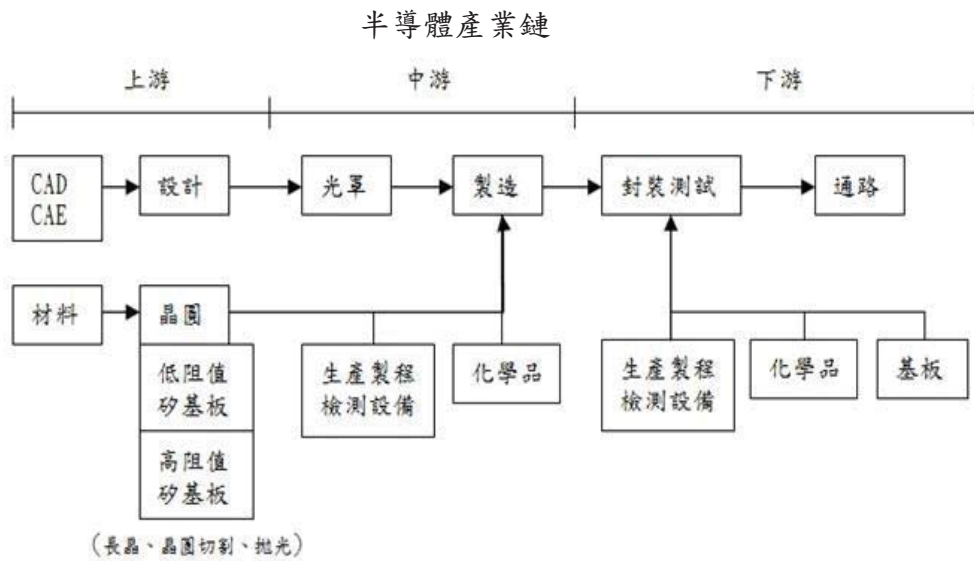 半導體產業鏈
上游
中游
下游
CAD
CAE
設計
光罩
製造
封裝測試
通路
材料
晶圓
低阻值
矽基板
高阻值
矽基板
(長晶、晶圓切割、拋光)
生產製程
檢測設備
化學品
生產製程
檢測設備
化學品
基板